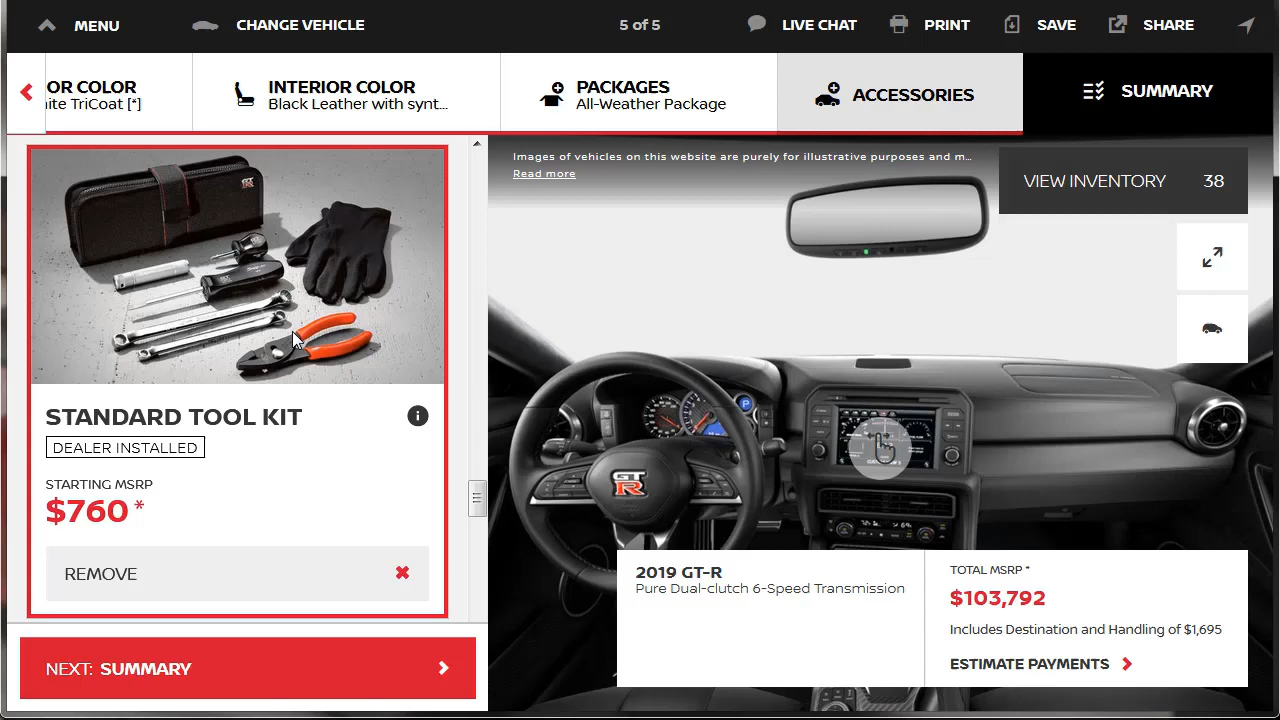 MENU
CHANGE VEHICLE
5 of 5
LIVE CHAT
PRINT
SAVE
SHARE
OR COLOR
ite TriCoat [*]
INTERIOR COLOR
Black Leather with synt...
PACKAGES
All-Weather Package
ACCESSORIES
SUMMARY
Images of vehicles on this website are purely for illustrative purposes and m...
Read more
VIEW INVENTORY 38
GT R
STANDARD TOOL KIT
DEALER INSTALLED
STARTING MSRP
$760 *
REMOVE
NEXT: SUMMARY
P
GT R
2019 GT-R
Pure Dual-clutch 6-Speed Transmission
TOTAL MSRP *
$103,792
Includes Destination and Handling of $1,695
ESTIMATE PAYMENTS